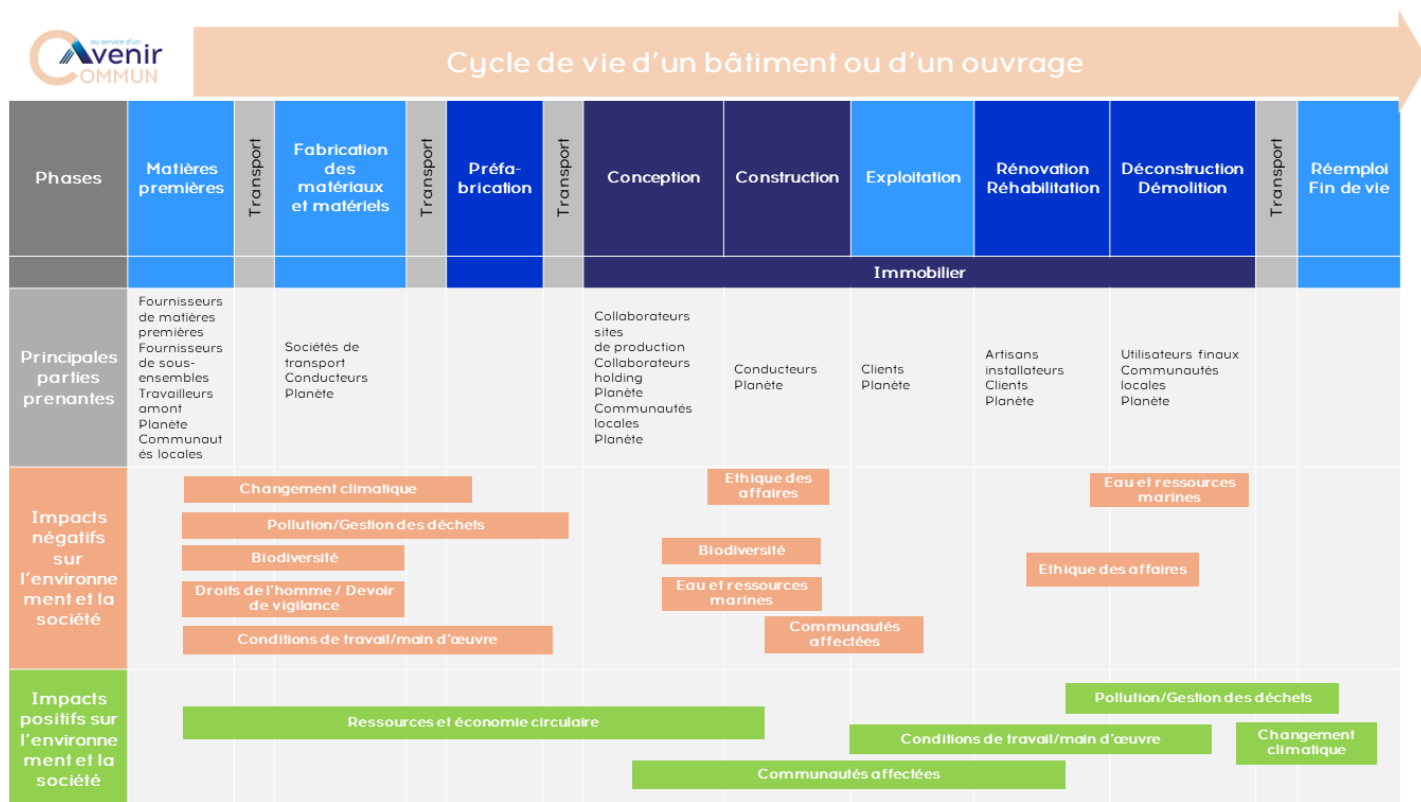 au service d'un
Avenir
COMMUN
Cycle de vie d'un bâtiment ou d'un ouvrage
Phases
Matières
premières
Transport
Fabrication
des
matériaux
et matériels
Transport
Préfa-
brication
Transport
Conception
Construction
Exploitation
Rénovation
Réhabilitation
Déconstruction
Démolition
Transport
Réemploi
Fin de vie
Immobilier
Principales
parties
prenantes
Fournisseurs
de matières
premières
Fournisseurs
de sous-
ensembles
Travailleurs
amont
Planète
Communaut
és locales
Sociétés de
transport
Conducteurs
Planète
Collaborateurs
sites
de production
Collaborateurs
holding
Planète
Communautés
locales
Planète
Conducteurs
Planète
Clients
Planète
Artisans
installateurs
Clients
Planète
Utilisateurs finaux
Communautés
locales
Planète
Impacts
négatifs
sur
l'environne
ment et la
société
Changement climatique
Pollution/Gestion des déchets
Biodiversité
Droits de l'homme / Devoir
de vigilance
Conditions de travail/main d'œuvre
Ethique des
affaires
Biodiversité
Eau et ressources
marines
Communautés
affectées
Eau et ressources
marines
Ethique des affaires
Impacts
positifs sur
l'environne
ment et la
société
Ressources et économie circulaire
Communautés affectées
Conditions de travail/main d'œuvre
Pollution/Gestion des déchets
Changement
climatique